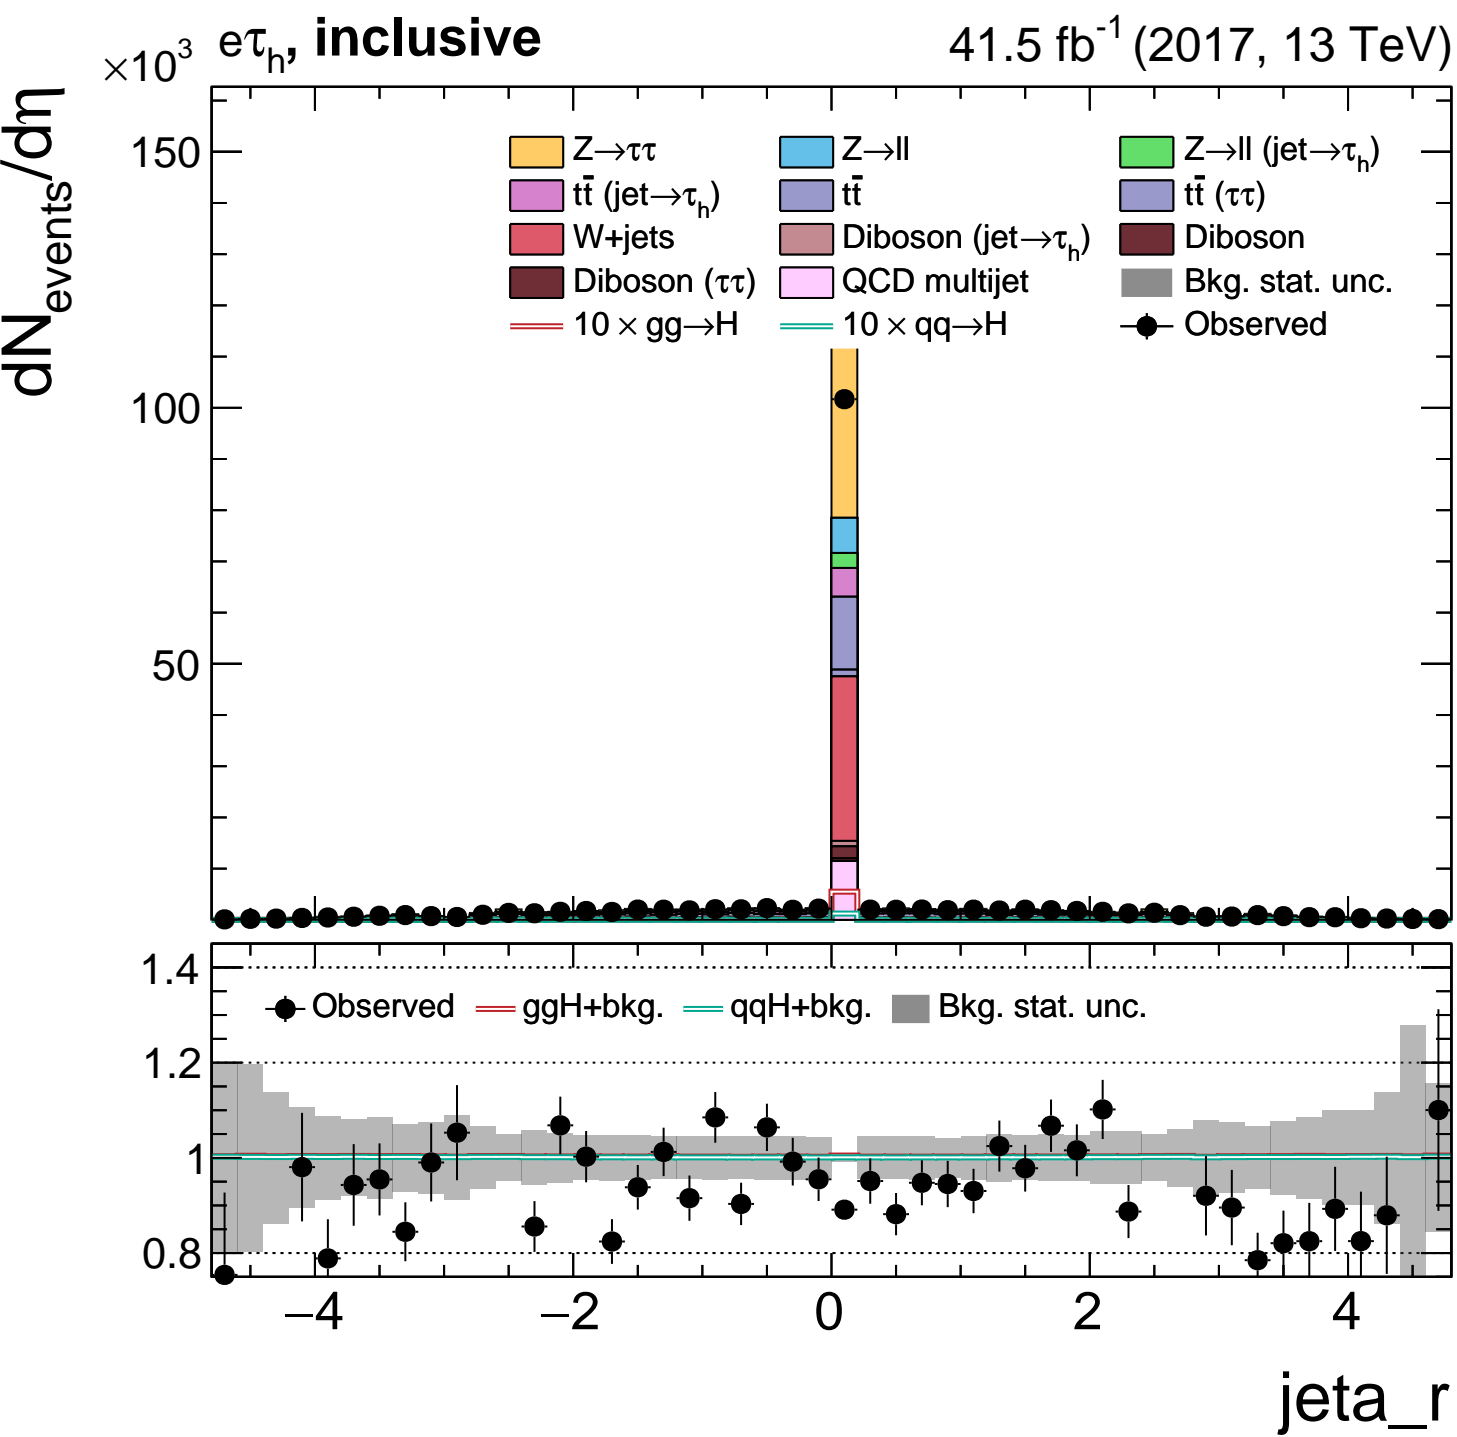 ×10³ eτₕ, inclusive 41.5 fb⁻¹ (2017, 13 TeV)
dN_events/dη
150
100
50
Z→ττ Z→ll Z→ll (jet→τₕ)
tt̄ (jet→τₕ) tt̄ tt̄ (ττ)
W+jets Diboson (jet→τₕ) Diboson
Diboson (ττ) QCD multijet Bkg. stat. unc.
10 × gg→H 10 × qq→H Observed
1.4
1.2
1
0.8
Observed ggH+bkg. qqH+bkg. Bkg. stat. unc.
−4 −2 0 2 4
jeta_r